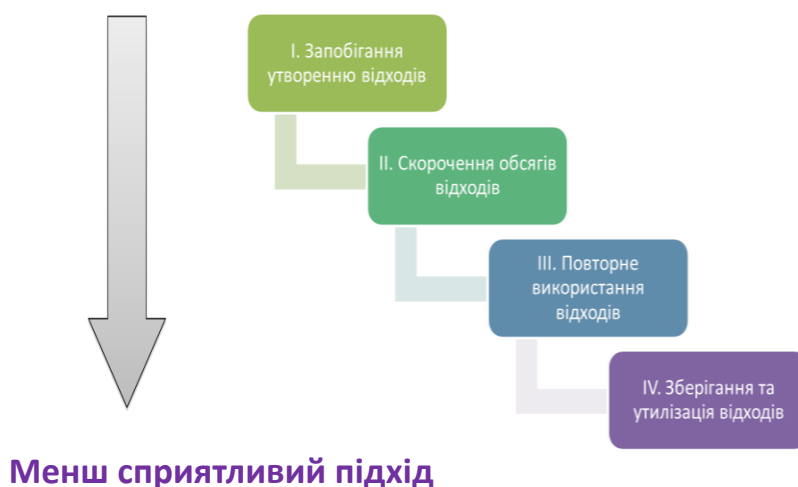 I. Запобігання
утворенню відходів
II. Скорочення обсягів
відходів
III. Повторне
використання
відходів
IV. Зберігання та
утилізація відходів
Менш сприятливий підхід